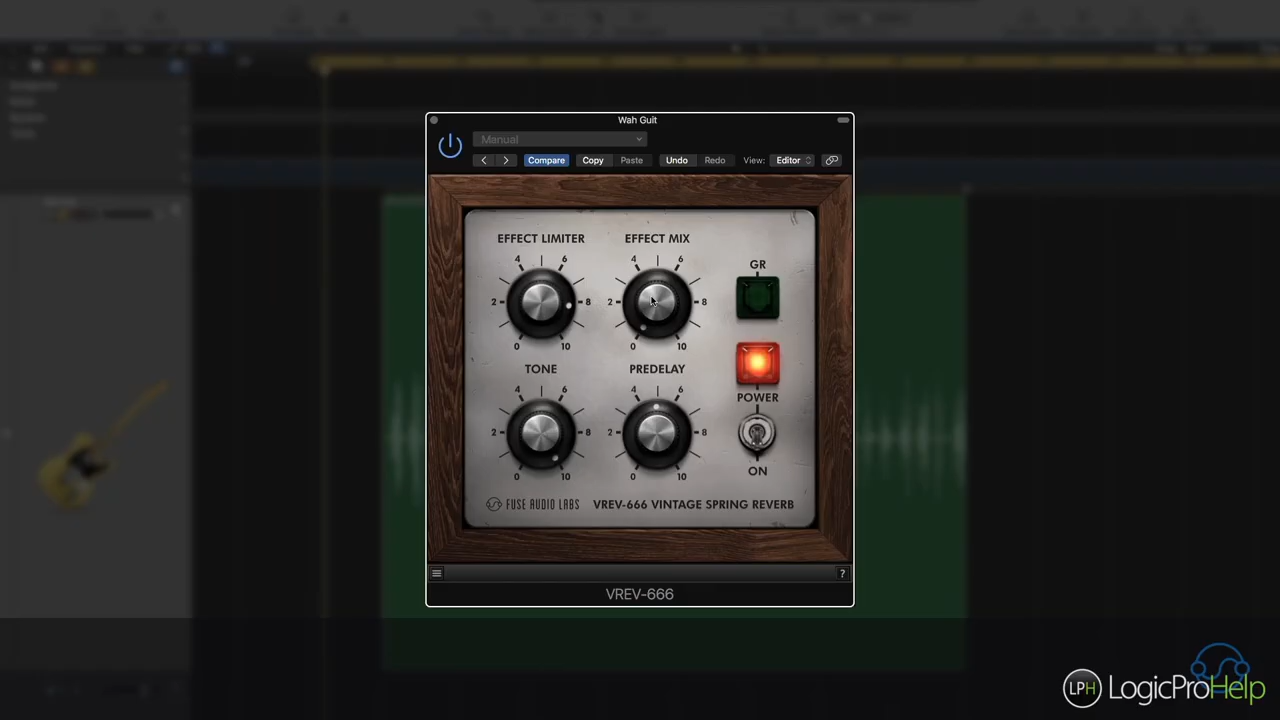 Wah Guit
Manual
Compare Copy Paste Undo Redo View: Editor
EFFECT LIMITER EFFECT MIX
4 6 4 6 GR
2 8 2 8
0 10 0 10
TONE PREDELAY
4 6 4 6 POWER
2 8 2 8
0 10 0 10 ON
FUSE AUDIO LABS VREV-666 VINTAGE SPRING REVERB
?
VREV-666
LPH LogicProHelp